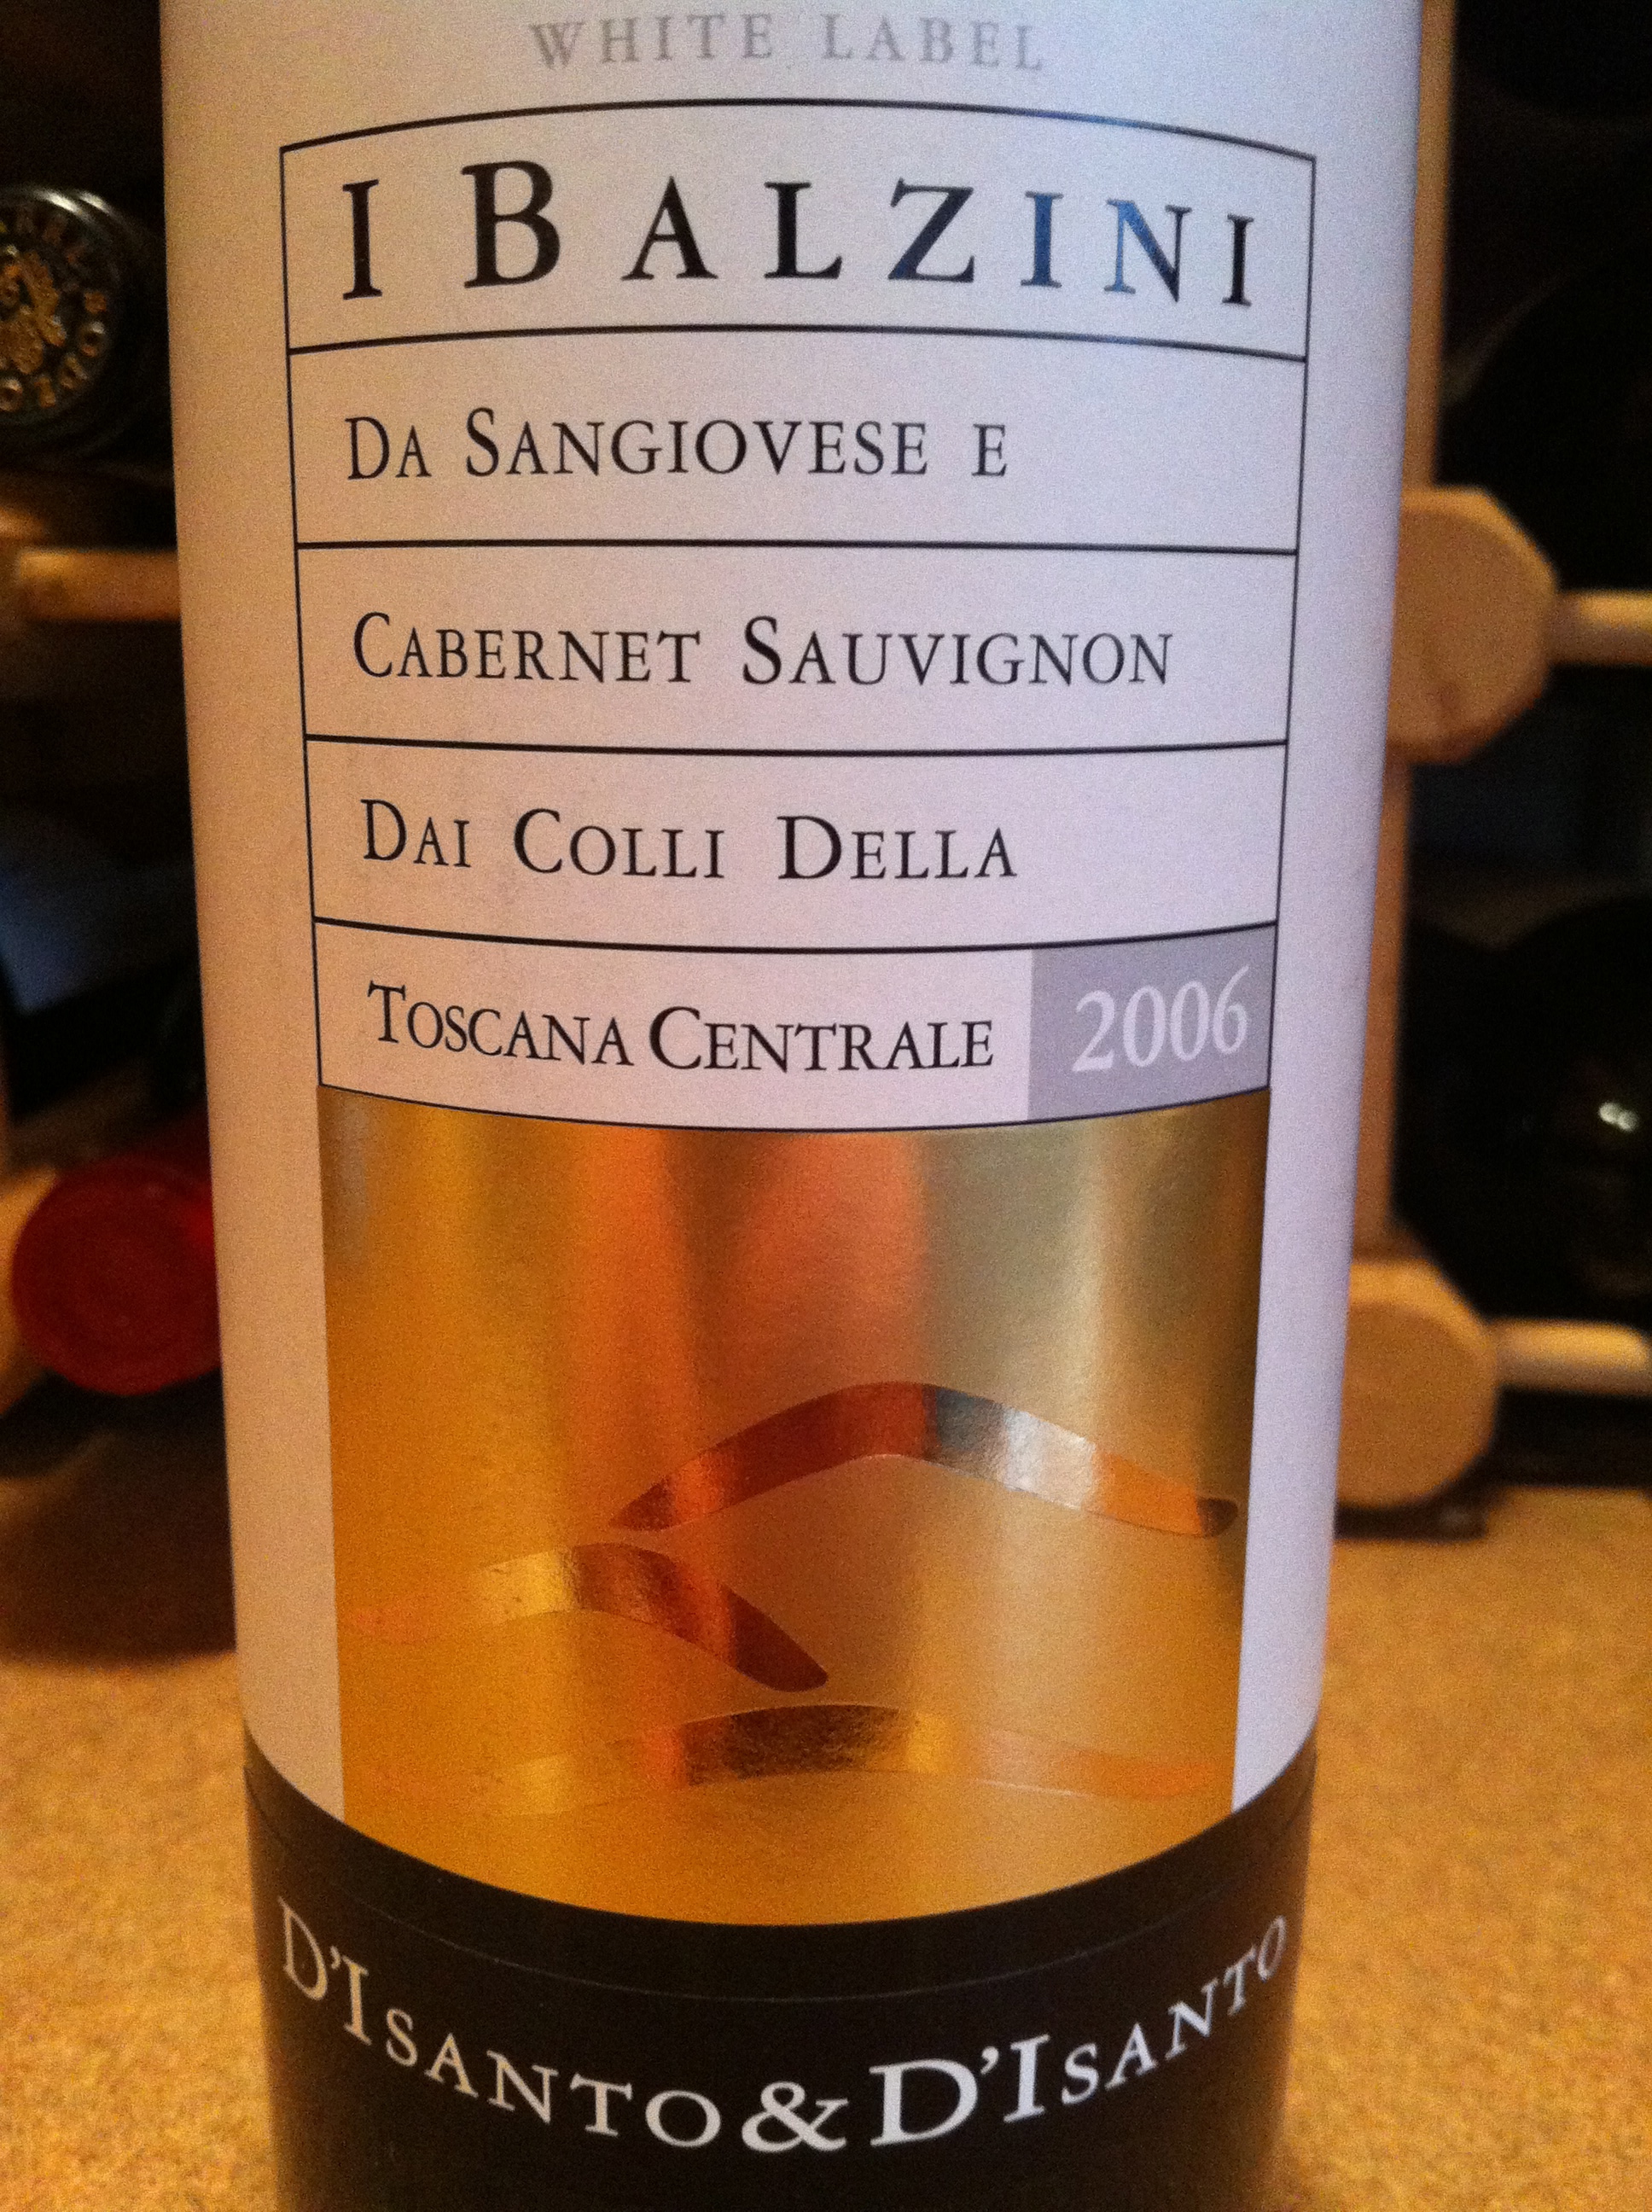 WHITE LABEL
I BALZINI
DA SANGIOVESE E
CABERNET SAUVIGNON
DAI COLLI DELLA
TOSCANA CENTRALE 2006
D'ISANTO & D'ISANTO